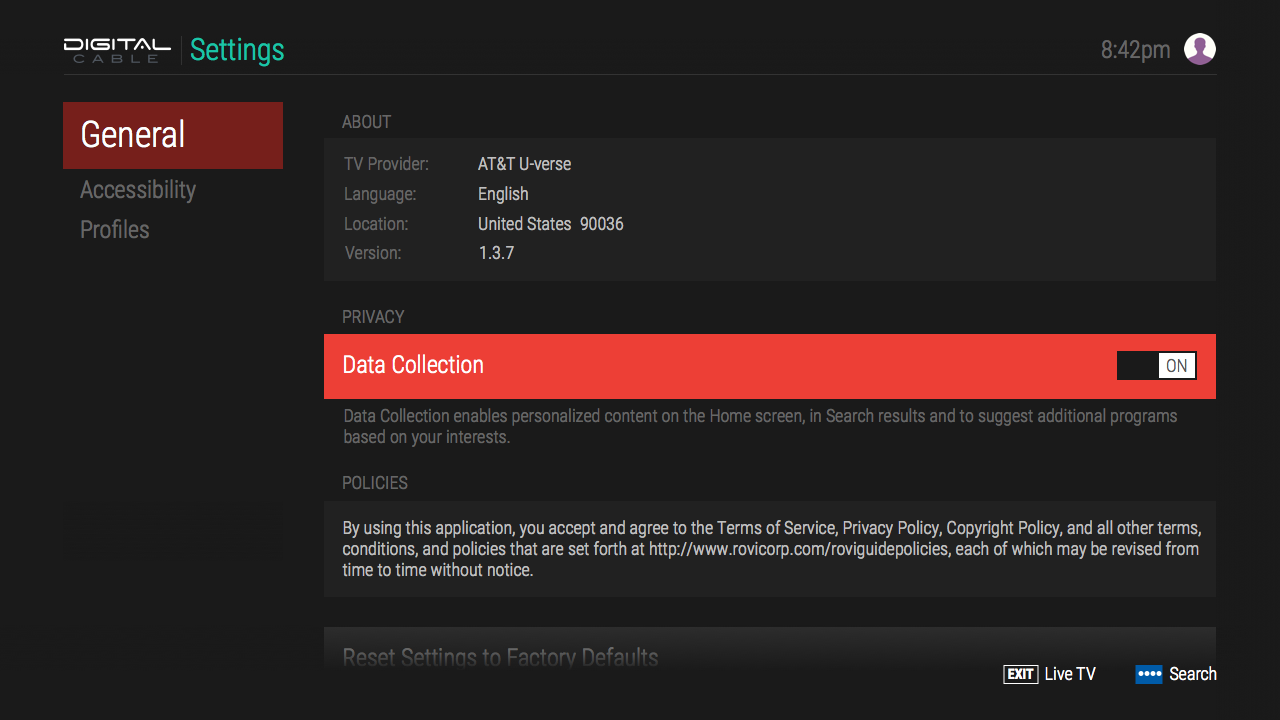 DIGITAL
CABLE
Settings
8:42pm
General
Accessibility
Profiles
ABOUT
TV Provider: AT&T U-verse
Language: English
Location: United States 90036
Version: 1.3.7
PRIVACY
Data Collection ON
Data Collection enables personalized content on the Home screen, in Search results and to suggest additional programs
based on your interests.
POLICIES
By using this application, you accept and agree to the Terms of Service, Privacy Policy, Copyright Policy, and all other terms,
conditions, and policies that are set forth at http://www.rovicorp.com/roviguidepolicies, each of which may be revised from
time to time without notice.
Reset Settings to Factory Defaults
EXIT Live TV
Search